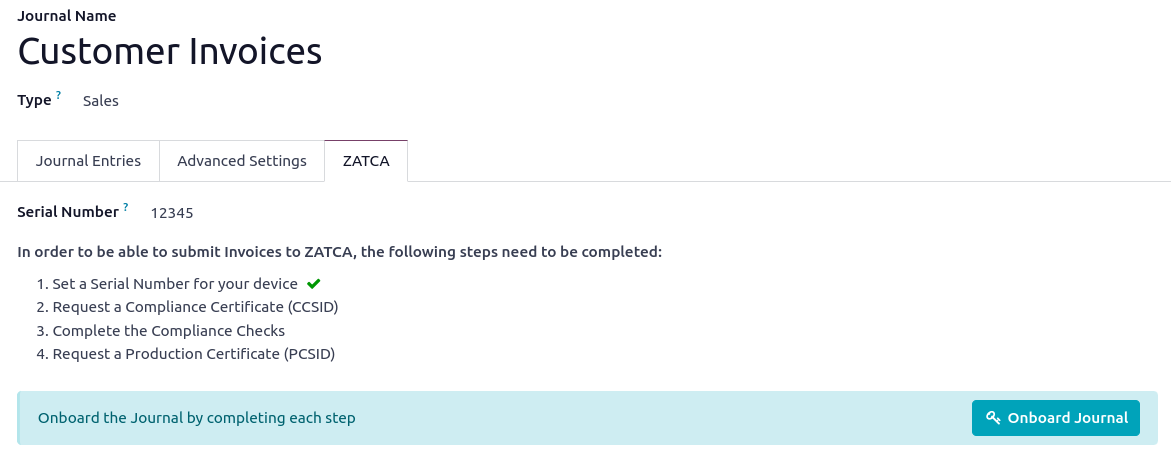 Journal Name
Customer Invoices
Type ? Sales
Journal Entries Advanced Settings ZATCA
Serial Number ? 12345
In order to be able to submit Invoices to ZATCA, the following steps need to be completed:
1. Set a Serial Number for your device
2. Request a Compliance Certificate (CCSID)
3. Complete the Compliance Checks
4. Request a Production Certificate (PCSID)
Onboard the Journal by completing each step Onboard Journal